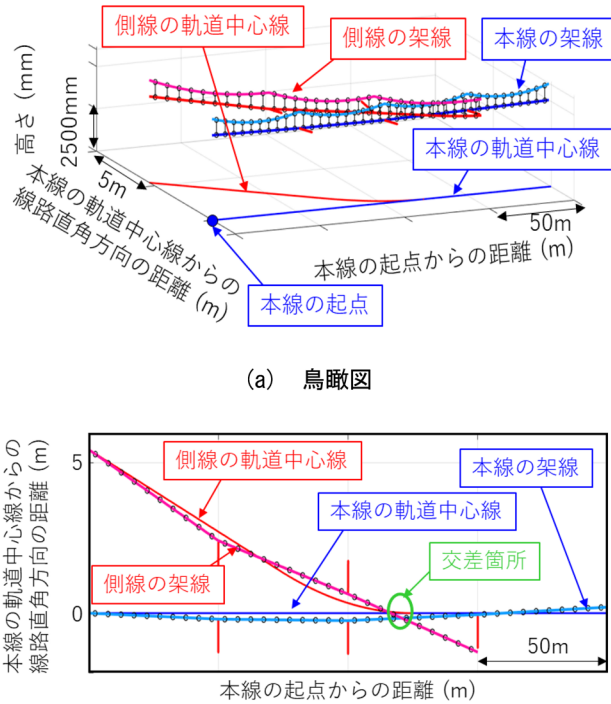 側線の軌道中心線
側線の架線
本線の架線
高さ (mm)
2500mm
5m
本線の軌道中心線からの
線路直角方向の距離 (m)
本線の軌道中心線
50m
本線の起点からの距離 (m)
本線の起点
(a) 鳥瞰図
本線の軌道中心線からの
線路直角方向の距離 (m)
5
0
側線の軌道中心線
本線の架線
本線の軌道中心線
交差箇所
側線の架線
50m
本線の起点からの距離 (m)